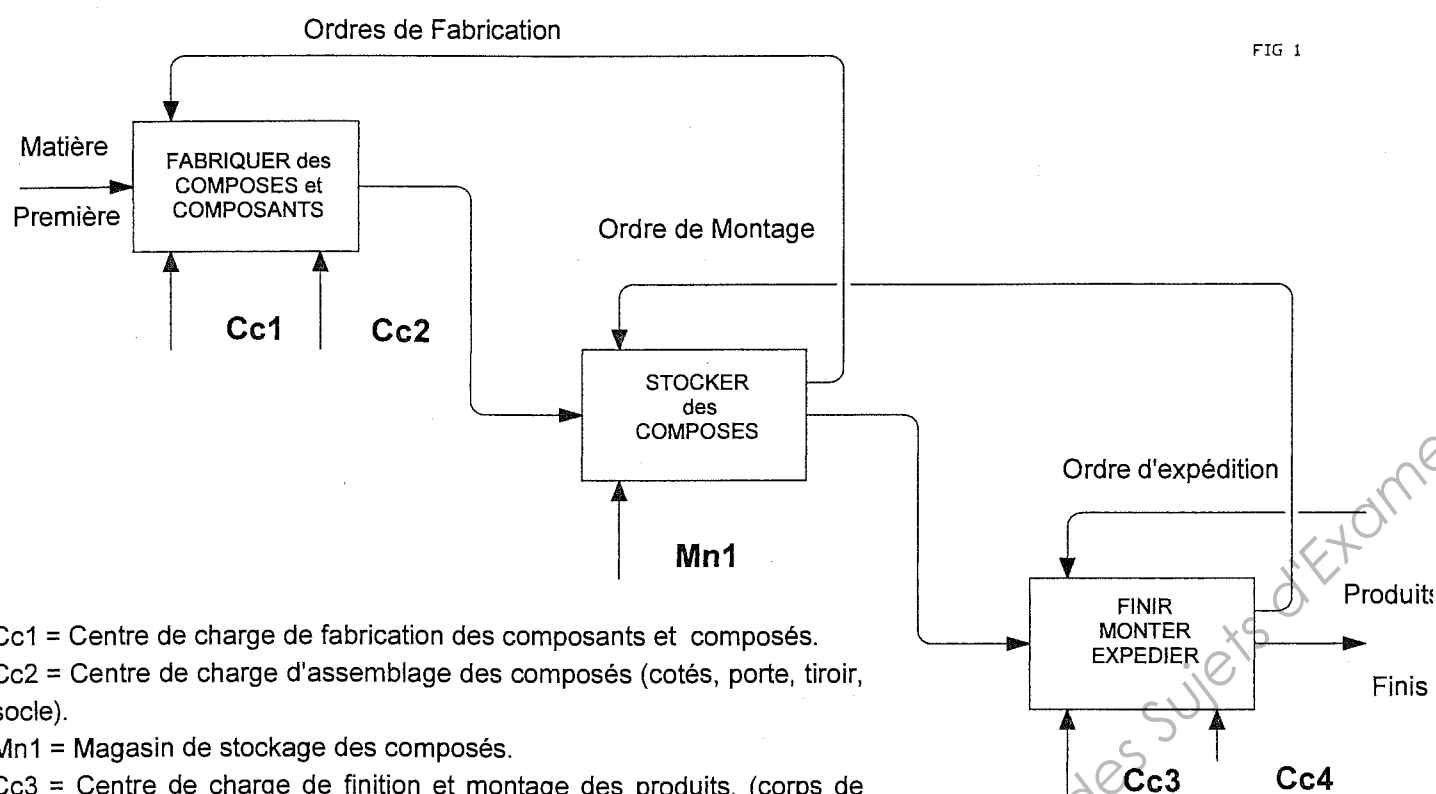 Ordres de Fabrication
FIG 1
Matière
Première
FABRIQUER des
COMPOSES et
COMPOSANTS
Cc1
Cc2
Ordre de Montage
STOCKER
des
COMPOSES
Mn1
Ordre d'expédition
FINIR
MONTER
EXPEDIER
Produits
Finis
Cc3
Cc4
Cc1 = Centre de charge de fabrication des composants et composés.
Cc2 = Centre de charge d'assemblage des composés (cotés, porte, tiroir,
socle).
Mn1 = Magasin de stockage des composés.
Cc3 = Centre de charge de finition et montage des produits. (corps de
des Sujets d'Examen